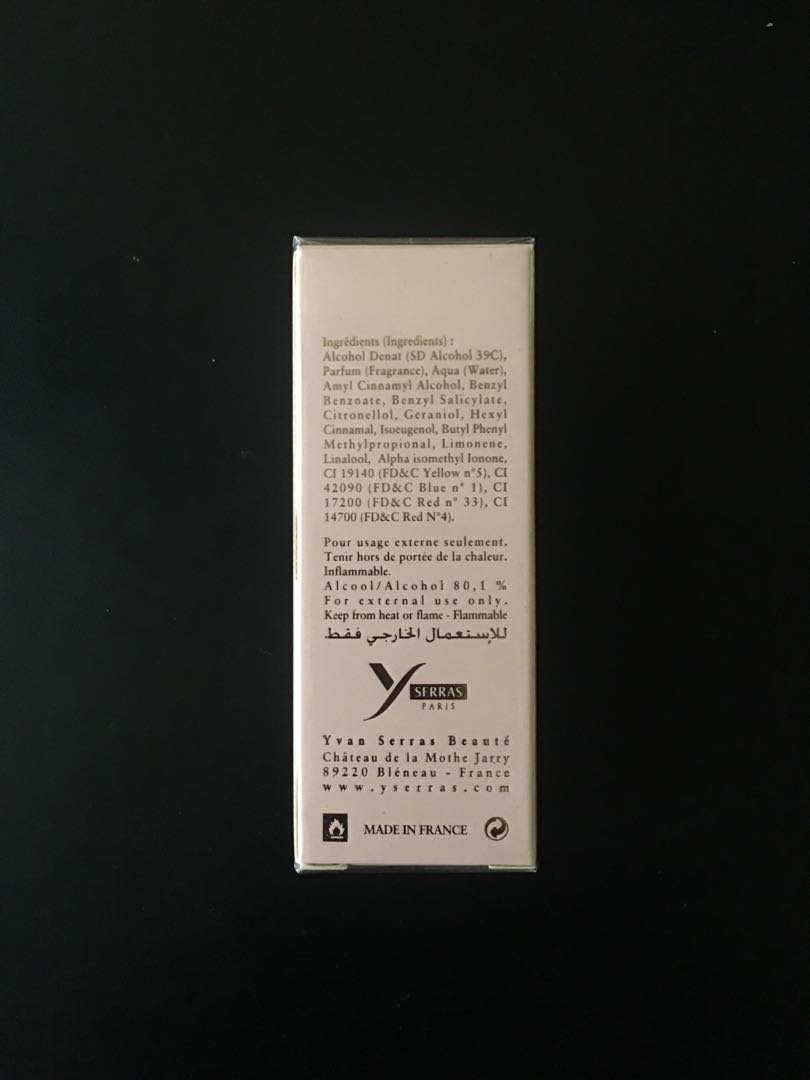 Ingrédients (Ingredients) :
Alcohol Denat (SD Alcohol 39C),
Parfum (Fragrance), Aqua (Water),
Amyl Cinnamyl Alcohol, Benzyl
Benzoate, Benzyl Salicylate,
Citronellol, Geraniol, Hexyl
Cinnamal, Isoeugenol, Butyl Phenyl
Methylpropional, Limonene,
Linalool, Alpha isomethyl Ionone,
CI 19140 (FD&C Yellow n°5), CI
42090 (FD&C Blue n° 1), CI
17200 (FD&C Red n° 33), CI
14700 (FD&C Red N°4).
Pour usage externe seulement.
Tenir hors de portée de la chaleur.
Inflammable.
Alcool/Alcohol 80,1 %
For external use only.
Keep from heat or flame - Flammable
للإستعمال الخارجي فقط
Y SERRAS
PARIS
Yvan Serras Beauté
Château de la Mothe Jarry
89220 Bléneau - France
www.yserras.com
MADE IN FRANCE